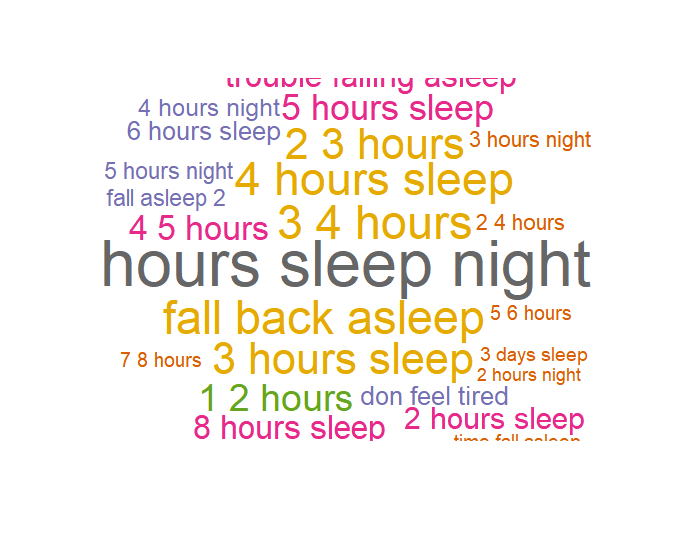 trouble falling asleep
4 hours night
5 hours sleep
6 hours sleep
2 3 hours
3 hours night
5 hours night
4 hours sleep
fall asleep 2
4 5 hours
3 4 hours
2 4 hours
hours sleep night
fall back asleep
5 6 hours
7 8 hours
3 hours sleep
3 days sleep
2 hours night
1 2 hours
don feel tired
8 hours sleep
2 hours sleep
time fall asleep